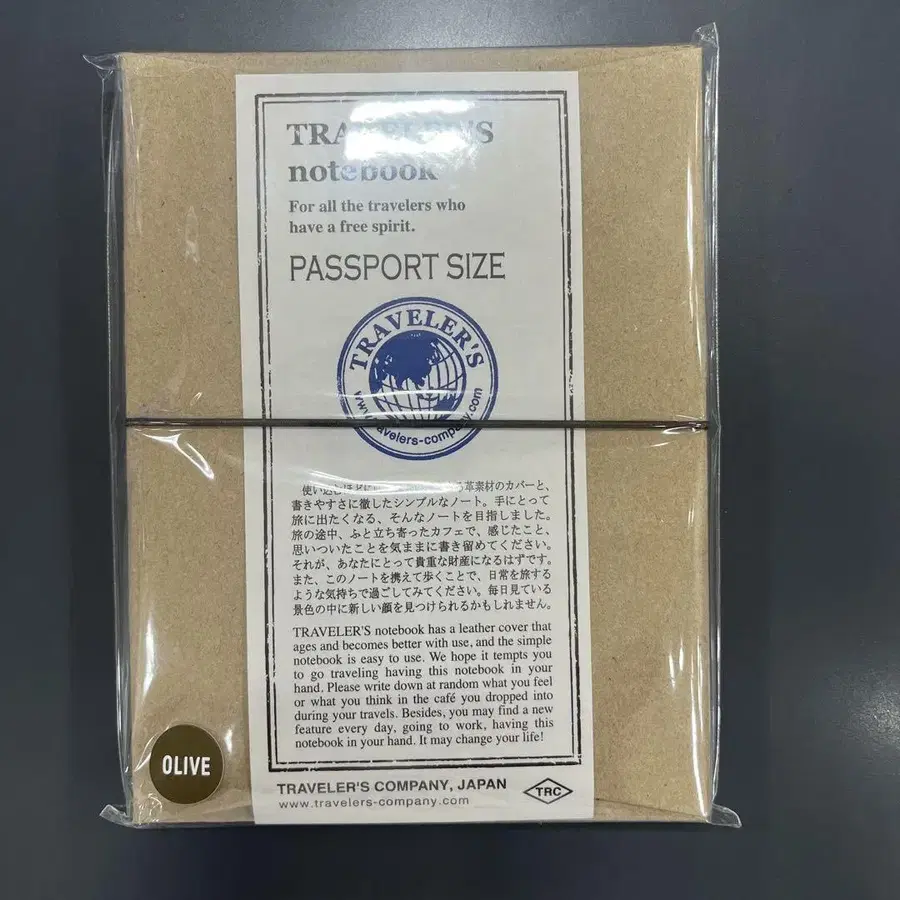 TRAVELER'S
notebook
For all the travelers who
have a free spirit.
PASSPORT SIZE
TRAVELER'S
www.travelers-company.com
使い込むほどに る革素材のカバーと、
書きやすさに徹したシンプルなノート。手にとって
旅に出たくなる、そんなノートを目指しました。
旅の途中、ふと立ち寄ったカフェで、感じたこと、
思いついたことを気ままに書き留めてください。
それが、あなたにとって貴重な財産になるはずです。
また、このノートを携えて歩くことで、日常を旅する
ような気持ちで過ごしてみてください。毎日見ている
景色の中に新しい顔を見つけられるかもしれません。
TRAVELER'S notebook has a leather cover that
ages and becomes better with use, and the simple
notebook is easy to use. We hope it tempts you
to go traveling having this notebook in your
hand. Please write down at random what you feel
or what you think in the café you dropped into
during your travels. Besides, you may find a new
feature every day, going to work, having this
notebook in your hand. It may change your life!
OLIVE
TRAVELER'S COMPANY, JAPAN
www.travelers-company.com
TRC